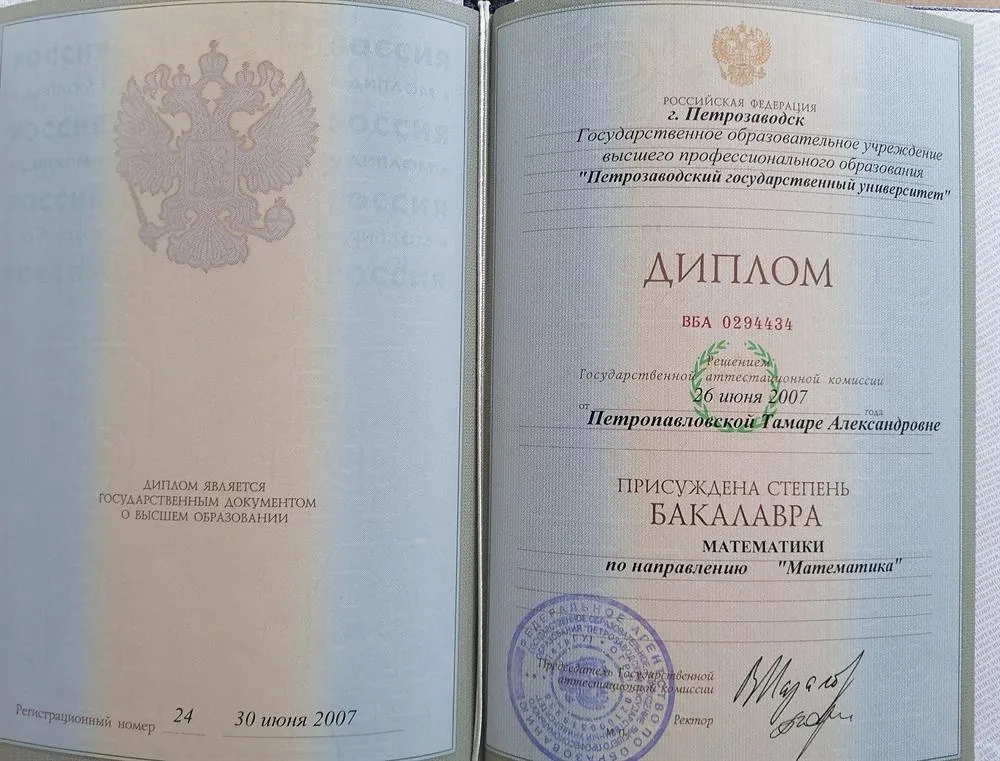 ДИПЛОМ ЯВЛЯЕТСЯ
ГОСУДАРСТВЕННЫМ ДОКУМЕНТОМ
О ВЫСШЕМ ОБРАЗОВАНИИ
Регистрационный номер 24 30 июня 2007
РОССИЙСКАЯ ФЕДЕРАЦИЯ
г. Петрозаводск
Государственное образовательное учреждение
высшего профессионального образования
"Петрозаводский государственный университет"
ДИПЛОМ
ВБА 0294434
Решением
Государственной аттестационной комиссии
от 26 июня 2007 года
Петропавловской Тамаре Александровне
ПРИСУЖДЕНА СТЕПЕНЬ
БАКАЛАВРА
МАТЕМАТИКИ
по направлению "Математика"
Председатель Государственной
аттестационной комиссии
Ректор
М.П.